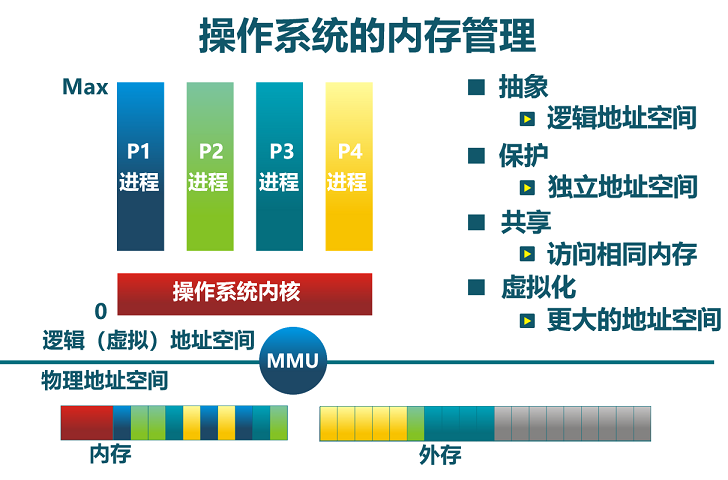 操作系统的内存管理
Max
P1
进程
P2
进程
P3
进程
P4
进程
操作系统内核
0
逻辑（虚拟）地址空间
MMU
物理地址空间
内存
外存
抽象
逻辑地址空间
保护
独立地址空间
共享
访问相同内存
虚拟化
更大的地址空间